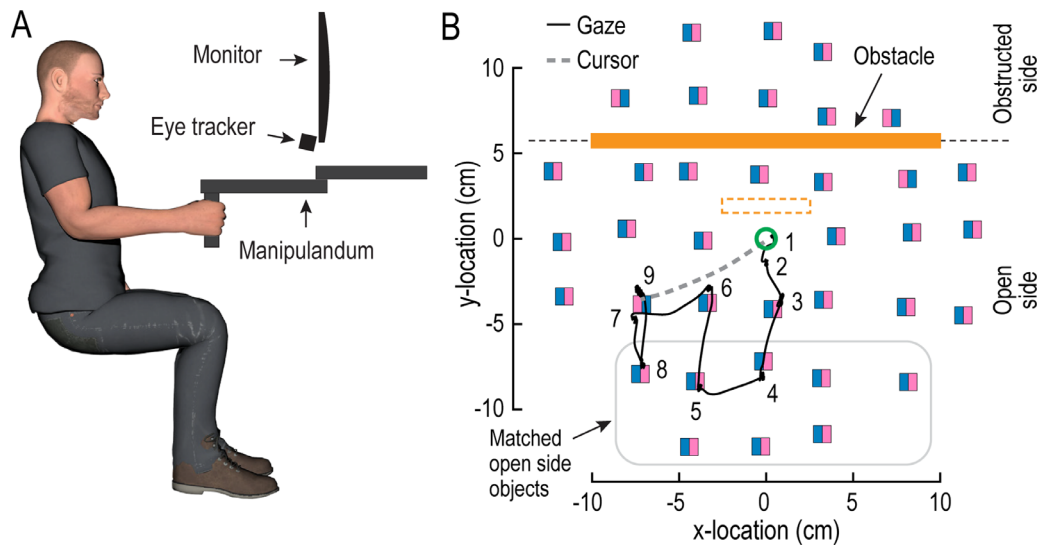 A
Monitor
Eye tracker
Manipulandum
B
Gaze
Cursor
Obstacle
Obstructed
side
Open
side
y-location (cm)
10
5
0
-5
-10
1
2
3
4
5
6
7
8
9
Matched
open side
objects
-10
-5
0
5
10
x-location (cm)